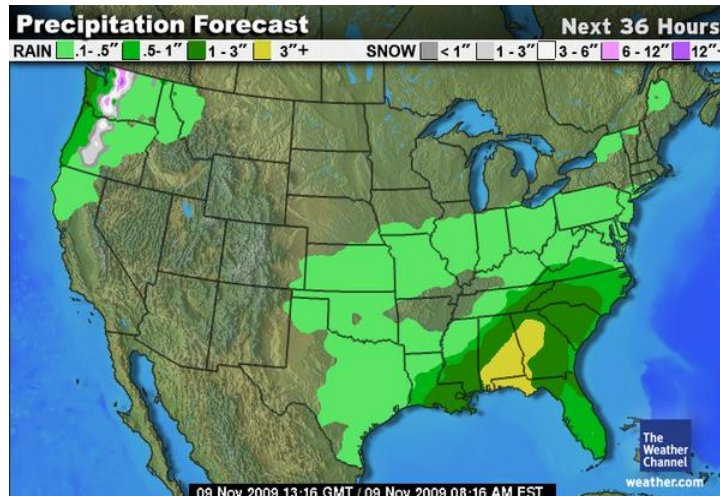 Precipitation Forecast Next 36 Hours
RAIN .1-.5" .5-1" 1-3" 3"+ SNOW <1" 1-3" 3-6" 6-12" 12"+
The
Weather
Channel
weather.com
09 Nov 2009 13:16 GMT / 09 Nov 2009 08:16 AM EST